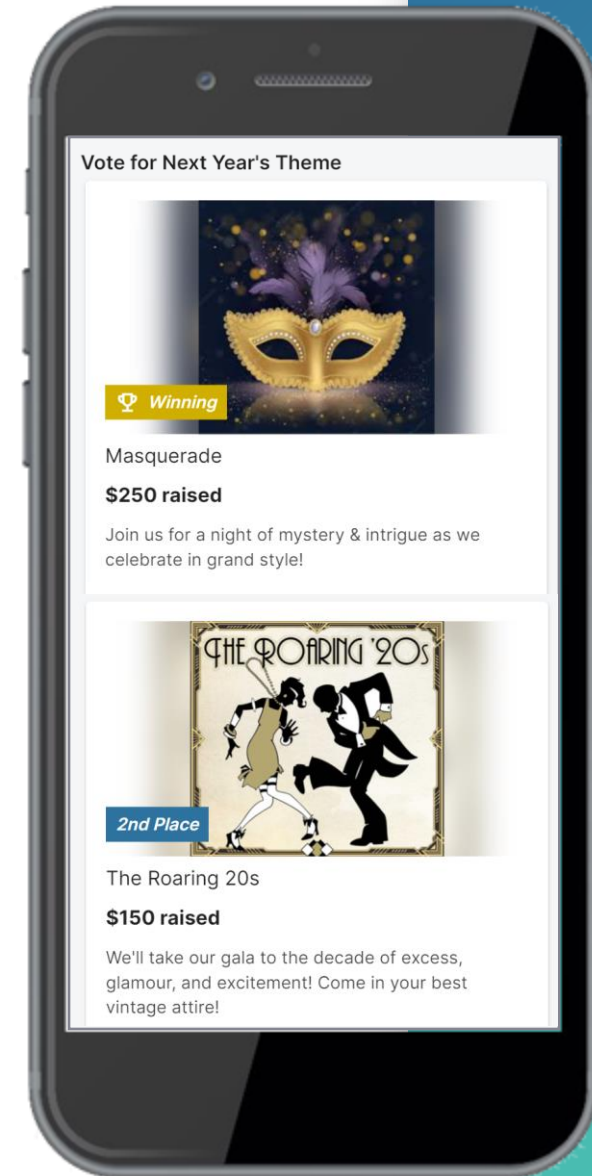 Vote for Next Year's Theme
Winning
Masquerade
$250 raised
Join us for a night of mystery & intrigue as we
celebrate in grand style!
THE ROARING '20s
2nd Place
The Roaring 20s
$150 raised
We'll take our gala to the decade of excess,
glamour, and excitement! Come in your best
vintage attire!